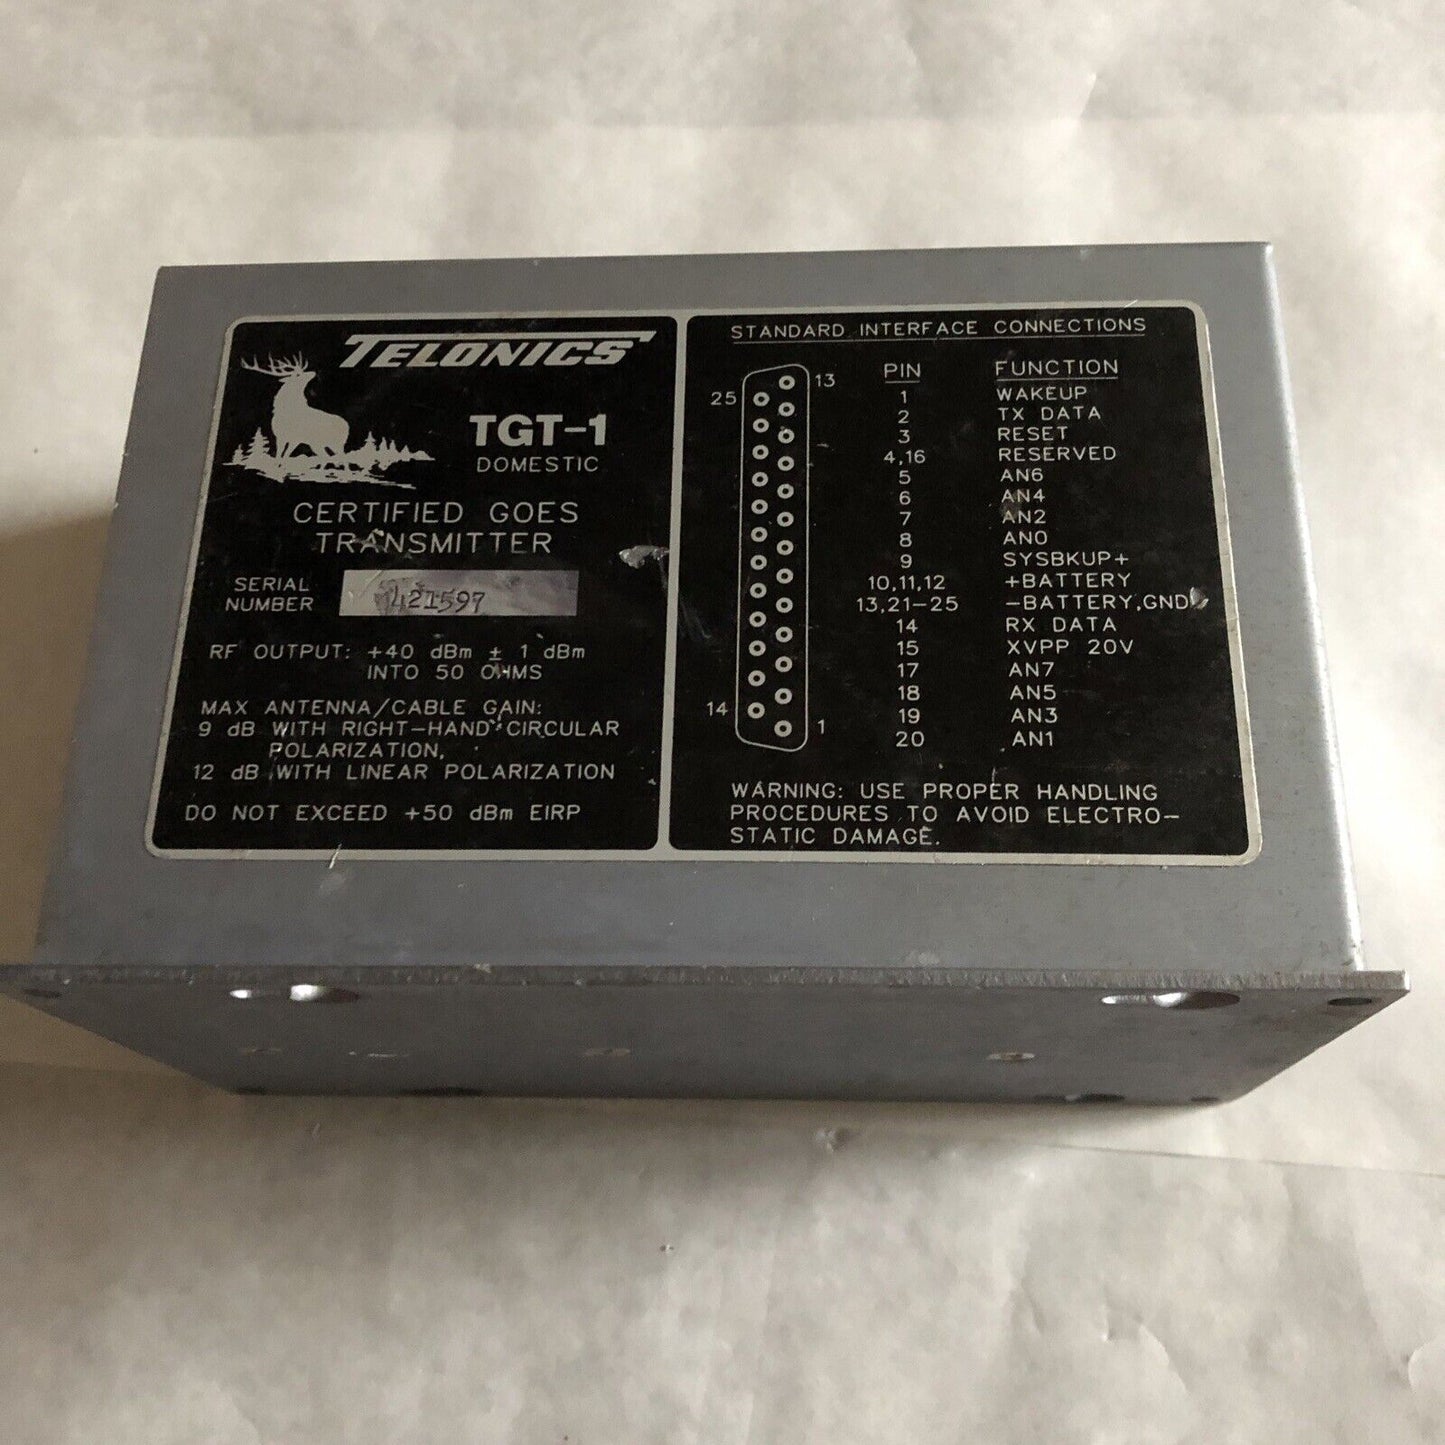 TELONICS
TGT-1
DOMESTIC
CERTIFIED GOES
TRANSMITTER
SERIAL
NUMBER
421597
RF OUTPUT: +40 dBm ± 1 dBm
INTO 50 OHMS
MAX ANTENNA/CABLE GAIN:
9 dB WITH RIGHT-HAND CIRCULAR
POLARIZATION,
12 dB WITH LINEAR POLARIZATION
DO NOT EXCEED +50 dBm EIRP
STANDARD INTERFACE CONNECTIONS
25
13
14
1
PIN FUNCTION
1 WAKEUP
2 TX DATA
3 RESET
4,16 RESERVED
5 AN6
6 AN4
7 AN2
8 AN0
9 SYSBKUP+
10,11,12 +BATTERY
13,21-25 -BATTERY,GND
14 RX DATA
15 XVPP 20V
17 AN7
18 AN5
19 AN3
20 AN1
WARNING: USE PROPER HANDLING
PROCEDURES TO AVOID ELECTRO-
STATIC DAMAGE.